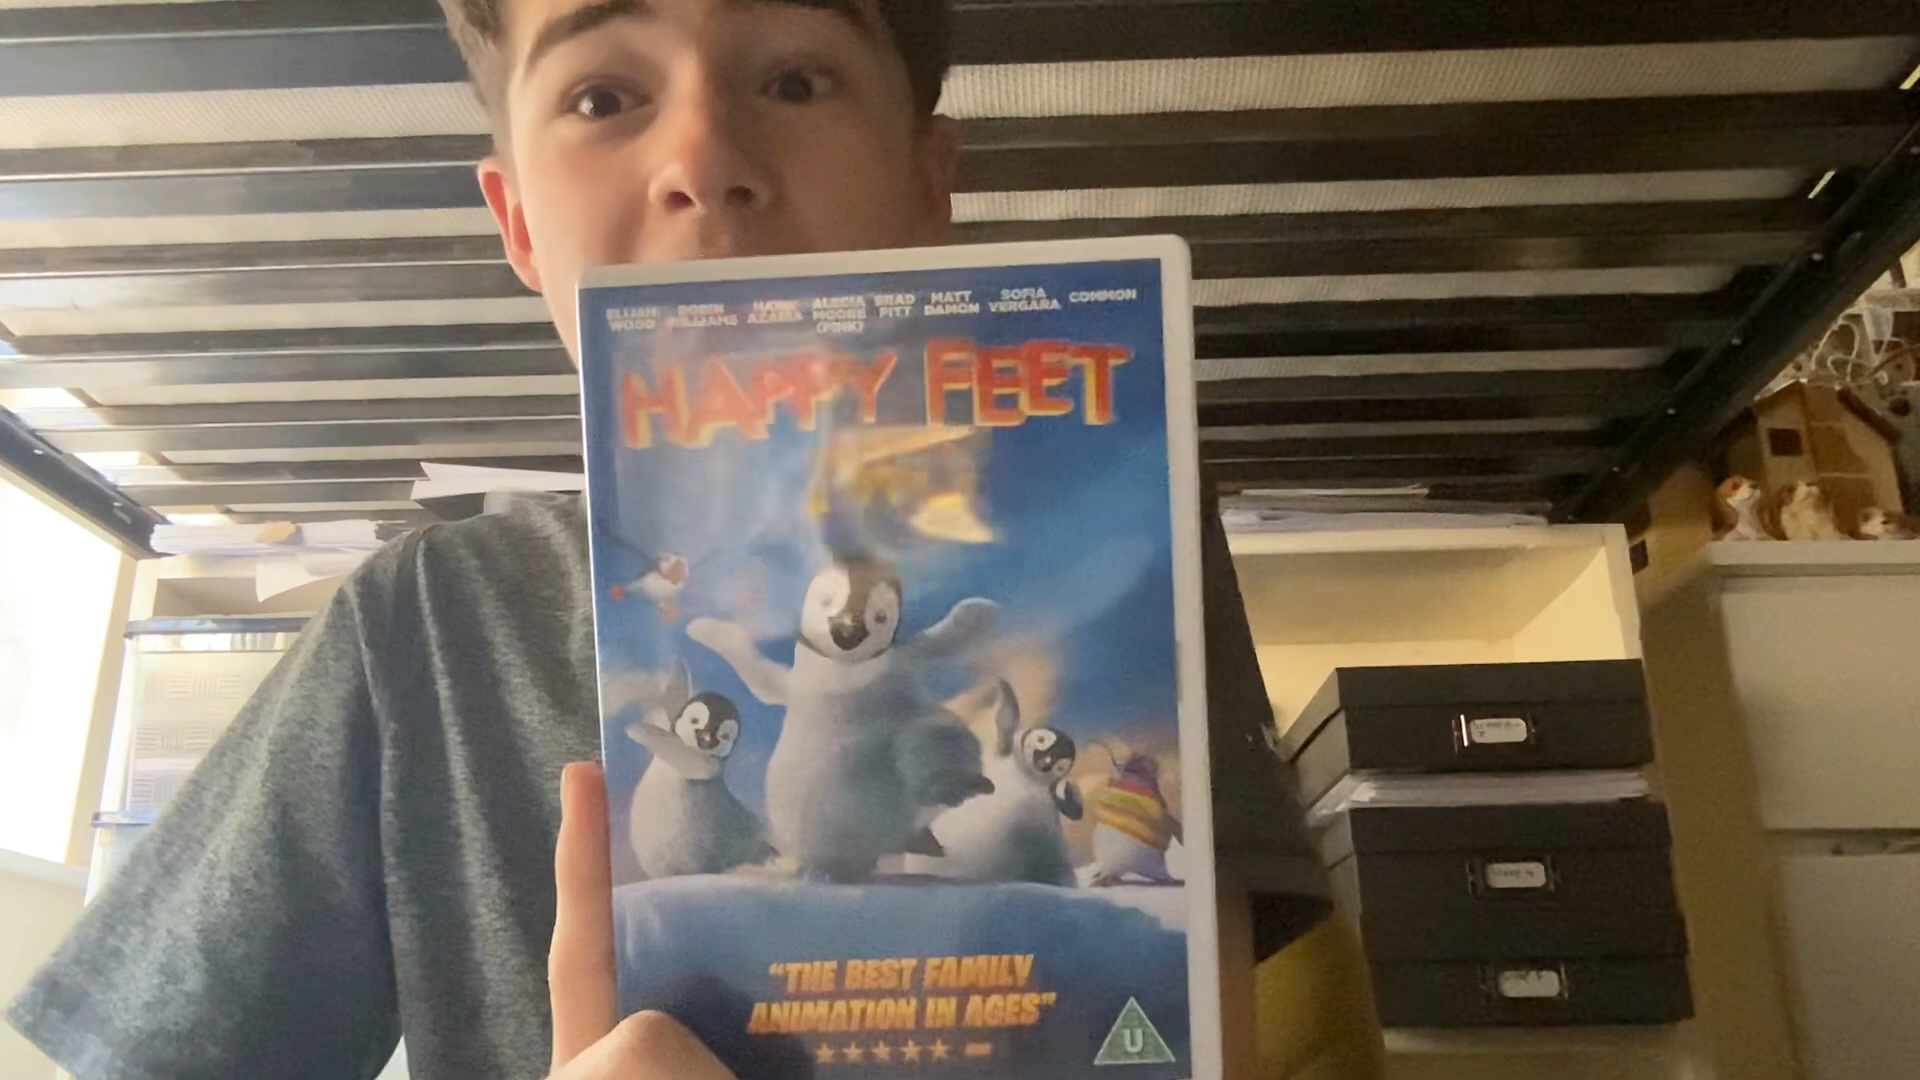 ELIJAH WOOD ROBIN WILLIAMS HANK AZARIA ALECIA MOORE (P!NK) BRAD PITT MATT DAMON SOFIA VERGARA COMMON
HAPPY FEET
"THE BEST FAMILY
ANIMATION IN AGES"
U